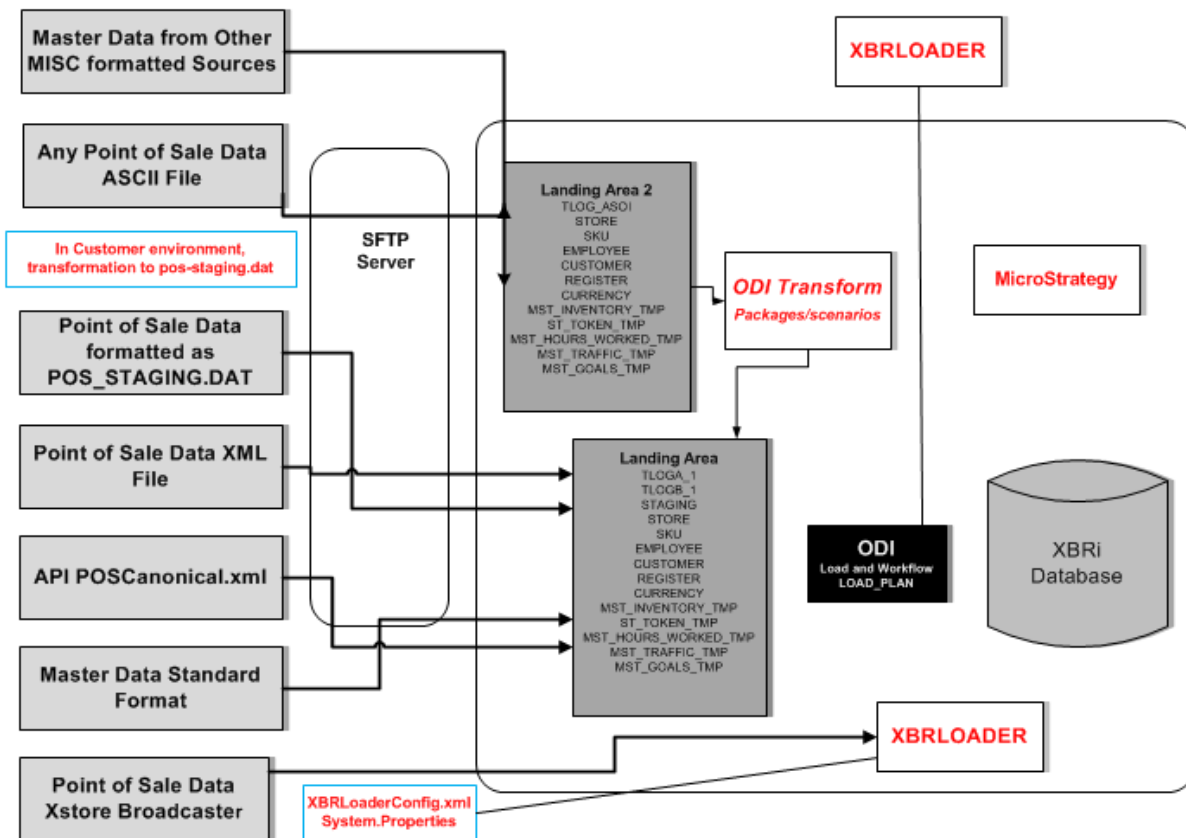 Master Data from Other
MISC formatted Sources
XBRLOADER
Any Point of Sale Data
ASCII File
In Customer environment,
transformation to pos-staging.dat
SFTP
Server
Landing Area 2
TLOG_ASOI
STORE
SKU
EMPLOYEE
CUSTOMER
REGISTER
CURRENCY
MST_INVENTORY_TMP
ST_TOKEN_TMP
MST_HOURS_WORKED_TMP
MST_TRAFFIC_TMP
MST_GOALS_TMP
ODI Transform
Packages/scenarios
MicroStrategy
Point of Sale Data
formatted as
POS_STAGING.DAT
Point of Sale Data XML
File
Landing Area
TLOGA_1
TLOGB_1
STAGING
STORE
SKU
EMPLOYEE
CUSTOMER
REGISTER
CURRENCY
MST_INVENTORY_TMP
ST_TOKEN_TMP
MST_HOURS_WORKED_TMP
MST_TRAFFIC_TMP
MST_GOALS_TMP
ODI
Load and Workflow
LOAD_PLAN
XBRi
Database
API POSCanonical.xml
Master Data Standard
Format
Point of Sale Data
Xstore Broadcaster
XBRLoaderConfig.xml
System.Properties
XBRLOADER